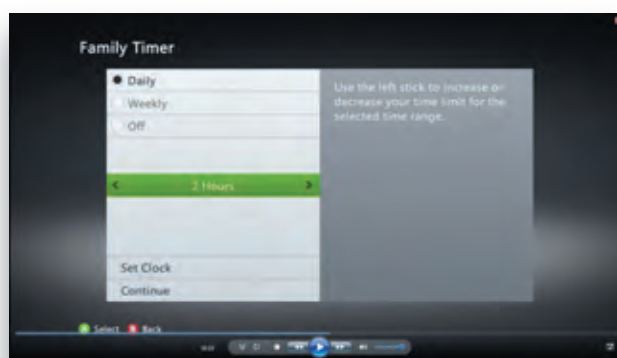 Family Timer
Daily
Weekly
Off
2 Hours
Set Clock
Continue
Use the left stick to increase or
decrease your time limit for the
selected time range.
A Select B Back